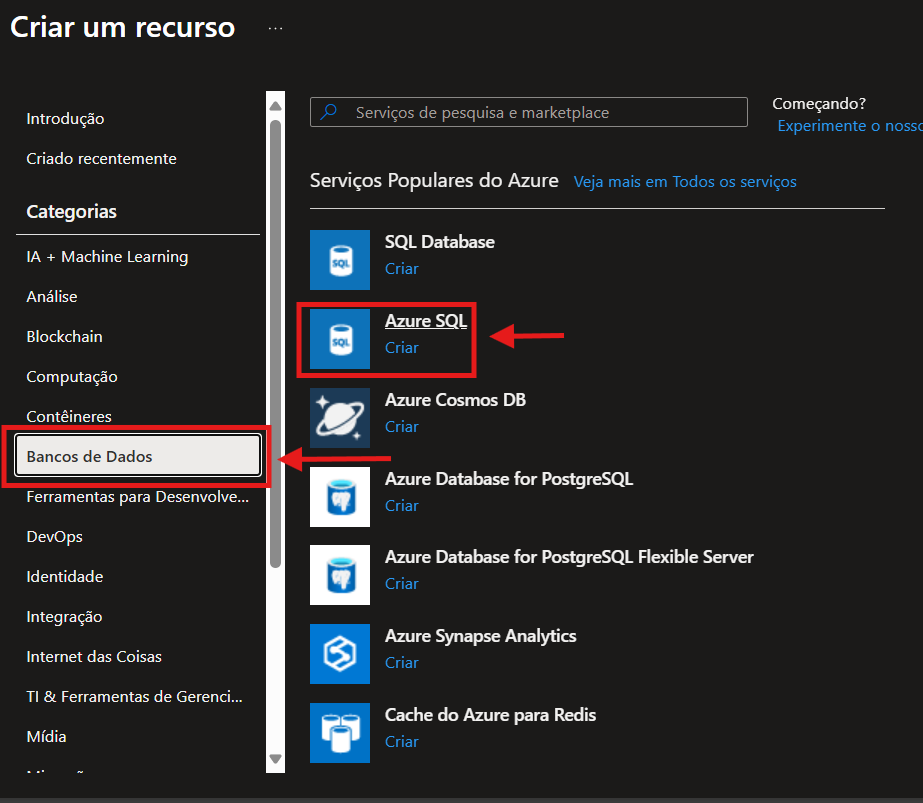 Criar um recurso ...
Introdução
Criado recentemente
Categorias
IA + Machine Learning
Análise
Blockchain
Computação
Contêineres
Bancos de Dados
Ferramentas para Desenvolve...
DevOps
Identidade
Integração
Internet das Coisas
TI & Ferramentas de Gerenci...
Mídia
Serviços de pesquisa e marketplace
Começando?
Experimente o nosso
Serviços Populares do Azure Veja mais em Todos os serviços
SQL
SQL Database
Criar
SQL
Azure SQL
Criar
Azure Cosmos DB
Criar
Azure Database for PostgreSQL
Criar
Azure Database for PostgreSQL Flexible Server
Criar
Azure Synapse Analytics
Criar
Cache do Azure para Redis
Criar